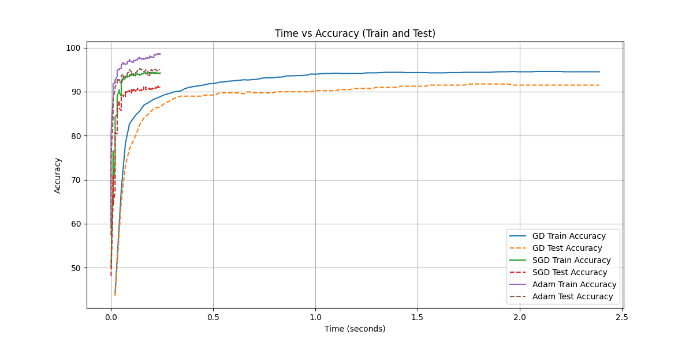 Time vs Accuracy (Train and Test)
Accuracy
100
90
80
70
60
50
0.0 0.5 1.0 1.5 2.0 2.5
Time (seconds)
GD Train Accuracy
GD Test Accuracy
SGD Train Accuracy
SGD Test Accuracy
Adam Train Accuracy
Adam Test Accuracy